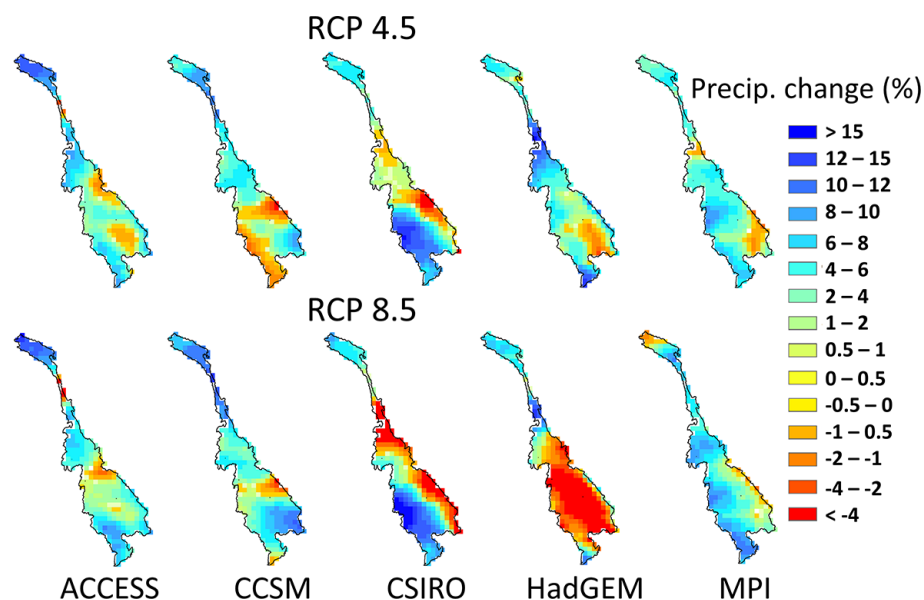 RCP 4.5
Precip. change (%)
> 15
12 – 15
10 – 12
8 – 10
6 – 8
4 – 6
2 – 4
1 – 2
0.5 – 1
0 – 0.5
-0.5 – 0
-1 – 0.5
-2 – -1
-4 – -2
< -4
RCP 8.5
ACCESS CCSM CSIRO HadGEM MPI